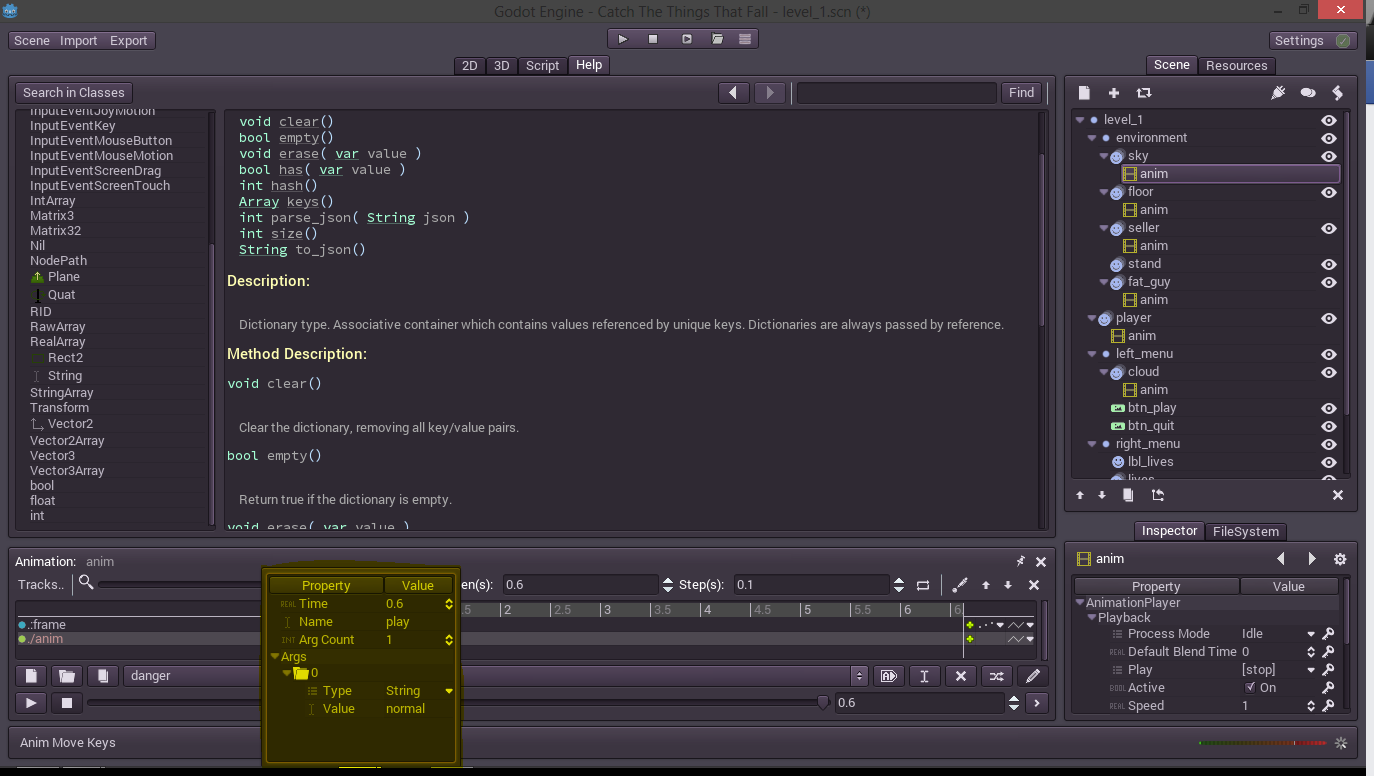 Godot Engine - Catch The Things That Fall - level_1.scn (*)
Scene Import Export
Settings
2D 3D Script Help
Scene Resources
Search in Classes
Find
InputEventJoyMotion
InputEventKey
InputEventMouseButton
InputEventMouseMotion
InputEventScreenDrag
InputEventScreenTouch
IntArray
Matrix3
Matrix32
Nil
NodePath
Plane
Quat
RID
RawArray
RealArray
Rect2
String
StringArray
Transform
Vector2
Vector2Array
Vector3
Vector3Array
bool
float
int
void clear()
bool empty()
void erase( var value )
bool has( var value )
int hash()
Array keys()
int parse_json( String json )
int size()
String to_json()
Description:
Dictionary type. Associative container which contains values referenced by unique keys. Dictionaries are always passed by reference.
Method Description:
void clear()
Clear the dictionary, removing all key/value pairs.
bool empty()
Return true if the dictionary is empty.
void erase( var value )
level_1
environment
sky
anim
floor
anim
seller
anim
stand
fat_guy
anim
player
anim
left_menu
cloud
anim
btn_play
btn_quit
right_menu
lbl_lives
lives
Animation: anim
Tracks..
en(s): 0.6 Step(s): 0.1
.5 2 2.5 3 3.5 4 4.5 5 5.5 6 6.
.:frame
./anim
danger
0.6
Property Value
REAL Time 0.6
Name play
INT Arg Count 1
Args
0
Type String
Value normal
Inspector FileSystem
anim
Property Value
AnimationPlayer
Playback
Process Mode Idle
REAL Default Blend Time 0
Play [stop]
BOOL Active On
REAL Speed 1
Anim Move Keys